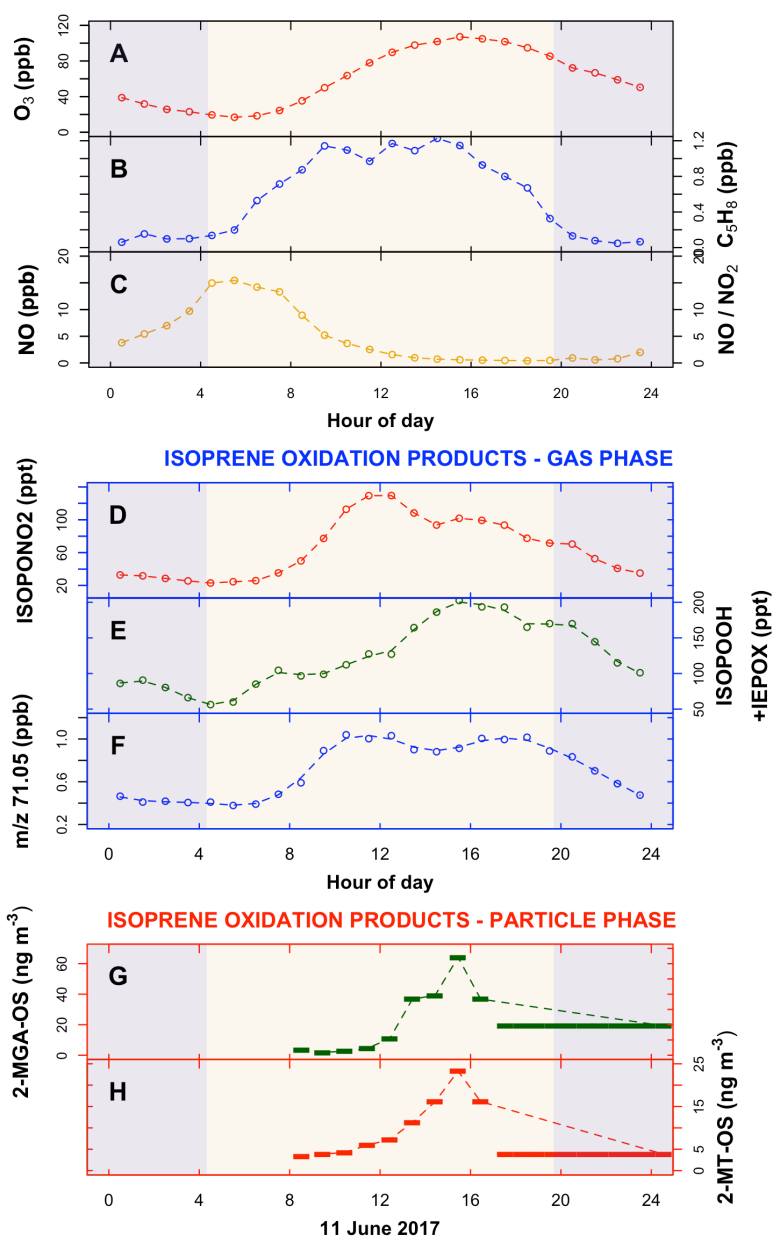 A
O3 (ppb)
0
40
80
120
B
C5H8 (ppb)
0.0
0.4
0.8
1.2
C
NO (ppb)
NO / NO2
0
5
10
15
20
0
5
10
20
0
4
8
12
16
20
24
Hour of day
ISOPRENE OXIDATION PRODUCTS - GAS PHASE
D
ISOPONO2 (ppt)
20
60
100
E
ISOPOOH
+IEPOX (ppt)
50
100
150
200
F
m/z 71.05 (ppb)
0.2
0.6
1.0
0
4
8
12
16
20
24
Hour of day
ISOPRENE OXIDATION PRODUCTS - PARTICLE PHASE
G
2-MGA-OS (ng m-3)
0
20
40
60
H
2-MT-OS (ng m-3)
0
5
15
25
0
4
8
12
16
20
24
11 June 2017